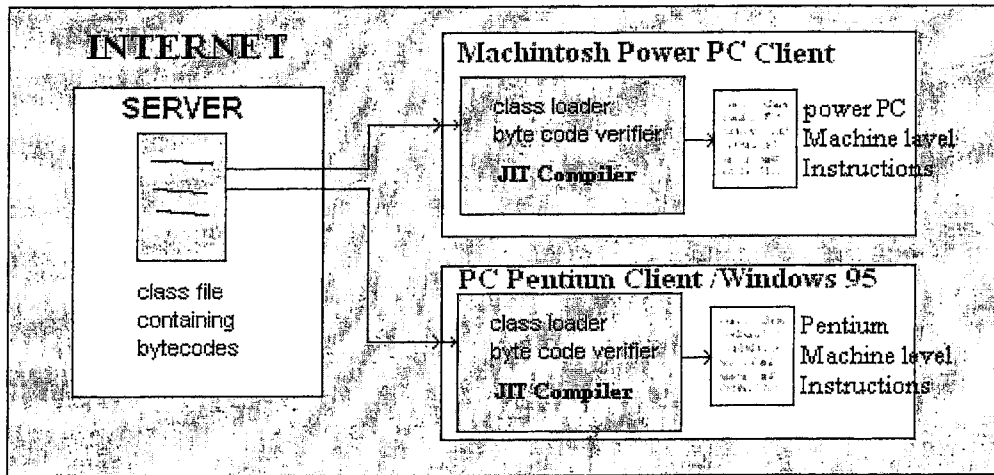 INTERNET
SERVER
class file
containing
bytecodes
Machintosh Power PC Client
class loader
byte code verifier
JIT Compiler
power PC
Machine level
Instructions
PC Pentium Client /Windows 95
class loader
byte code verifier
JIT Compiler
Pentium
Machine level
Instructions